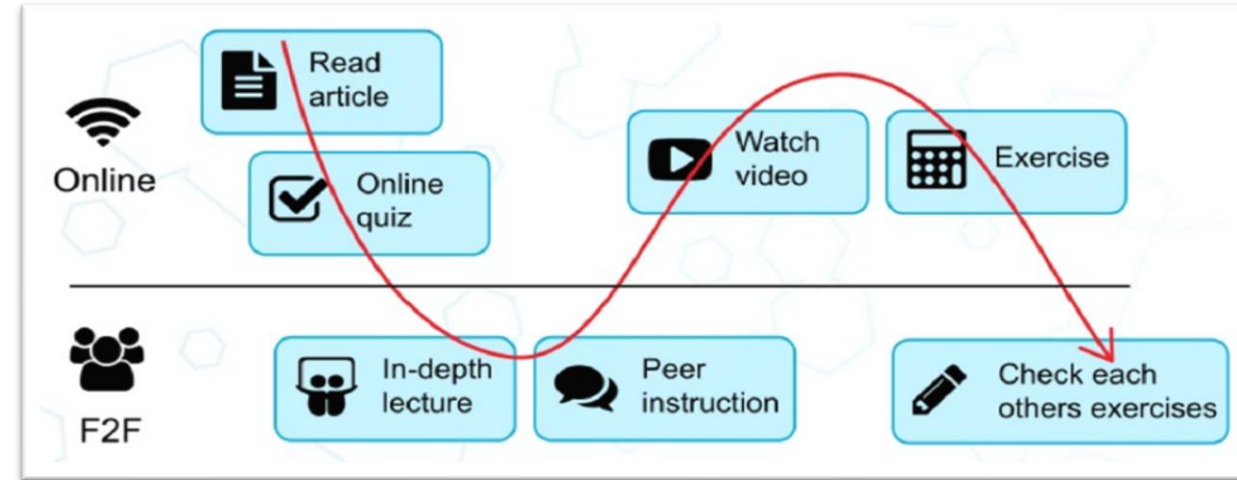 Read
article
Online
Online
quiz
Watch
video
Exercise
F2F
In-depth
lecture
Peer
instruction
Check each
others exercises